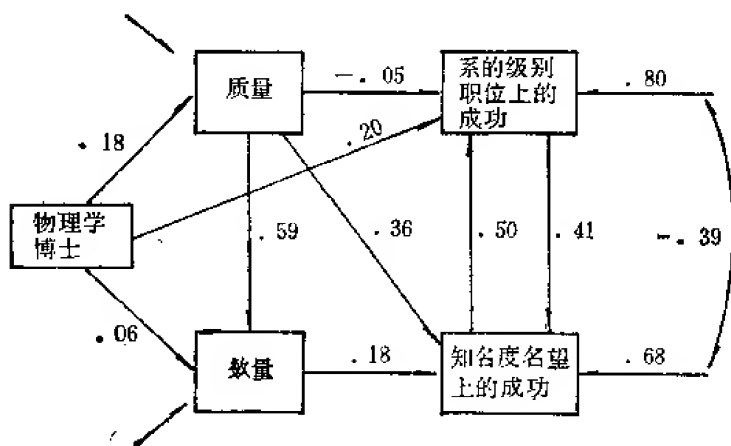 质量
-.05
系的级别
职位上的
成功
.80
.18
.20
物理学
博士
.59
.36
.50
.41
-.39
.06
数量
.18
知名度名望
上的成功
.68